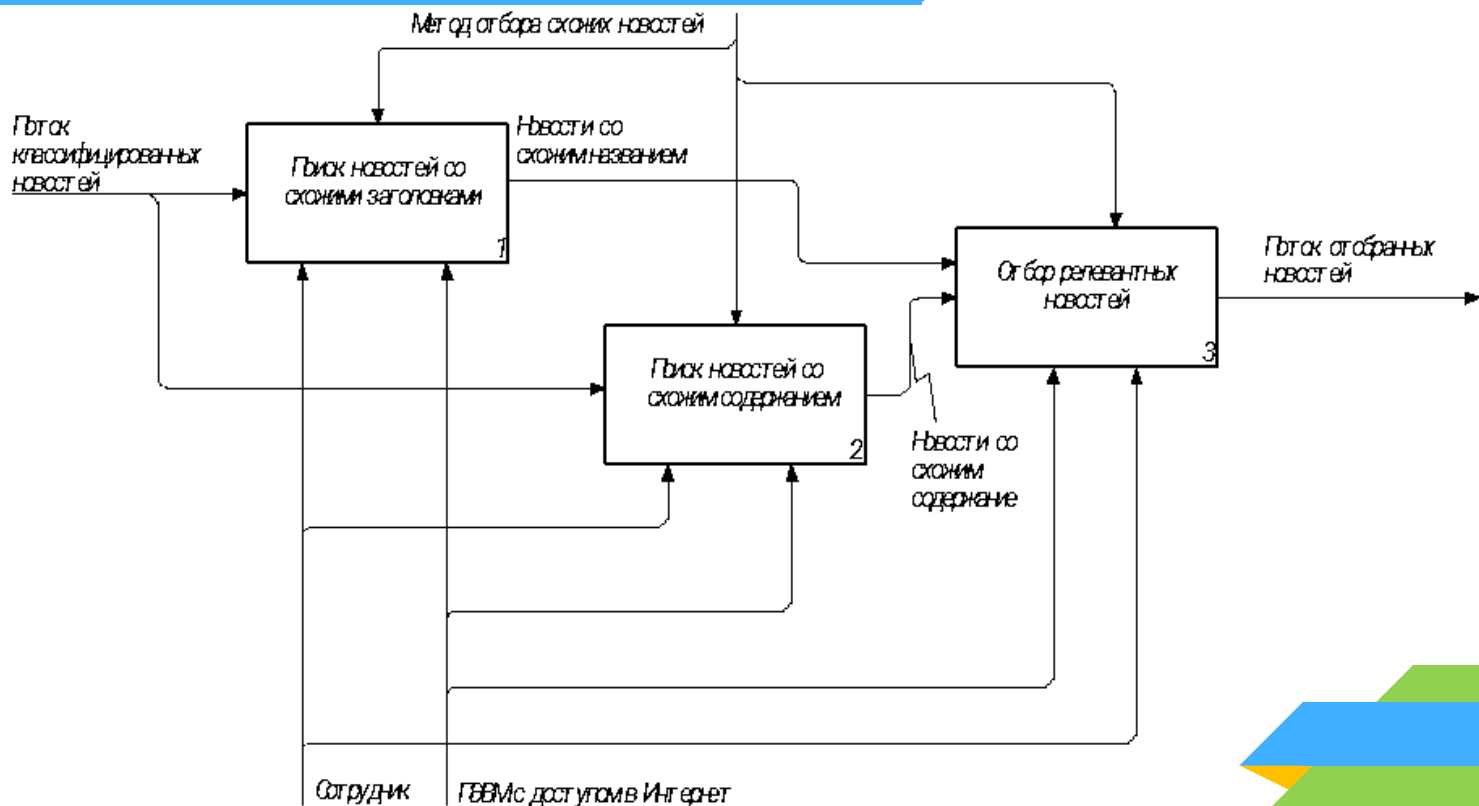 Метод отбора схожих новостей
Поток
классифицированных
новостей
Поиск новостей со
схожими заголовками
1
Новости со
схожим названием
Отбор релевантных
новостей
3
Поток отобранных
новостей
Поиск новостей со
схожим содержанием
2
Новости со
схожим
содержание
Сотрудник
ПЭВМ с доступом в Интернет